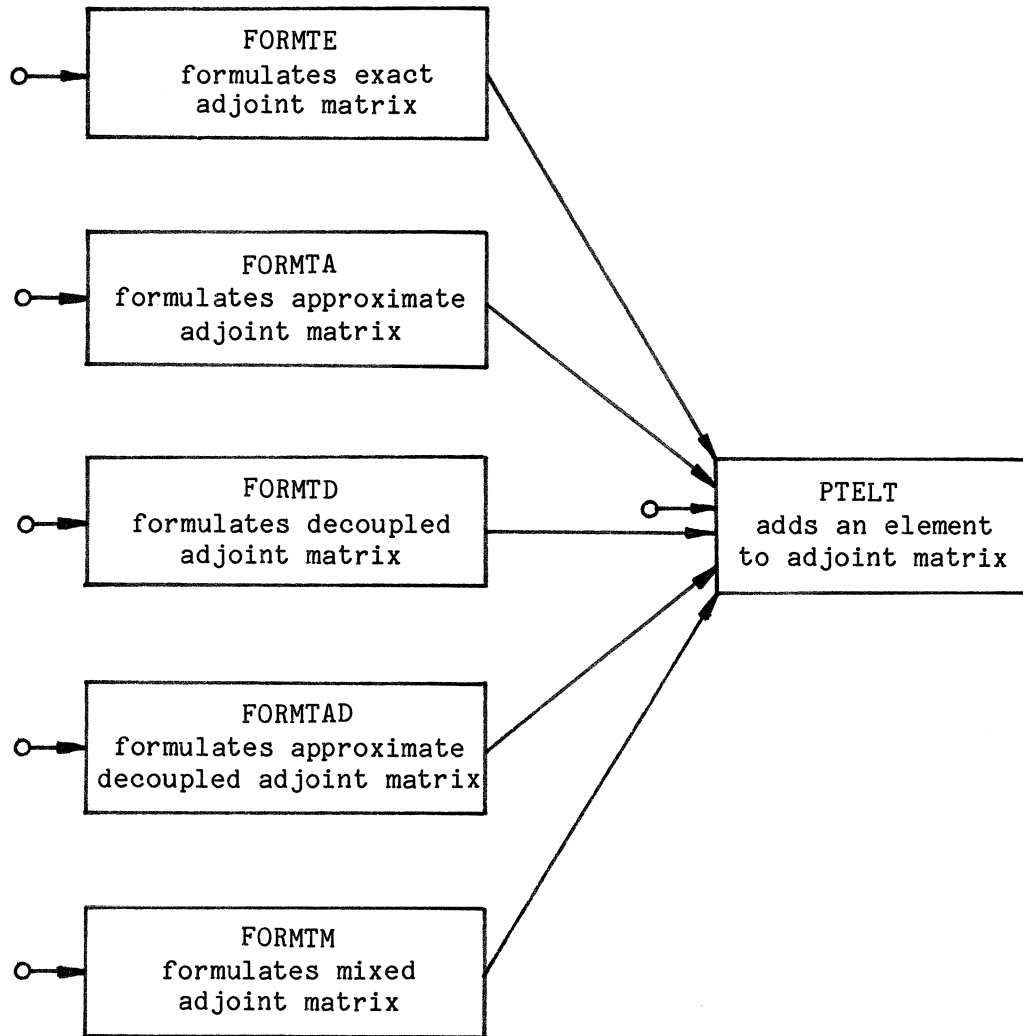 FORMTE
formulates exact
adjoint matrix
FORMTA
formulates approximate
adjoint matrix
FORMTD
formulates decoupled
adjoint matrix
PTELT
adds an element
to adjoint matrix
FORMTAD
formulates approximate
decoupled adjoint matrix
FORMTM
formulates mixed
adjoint matrix